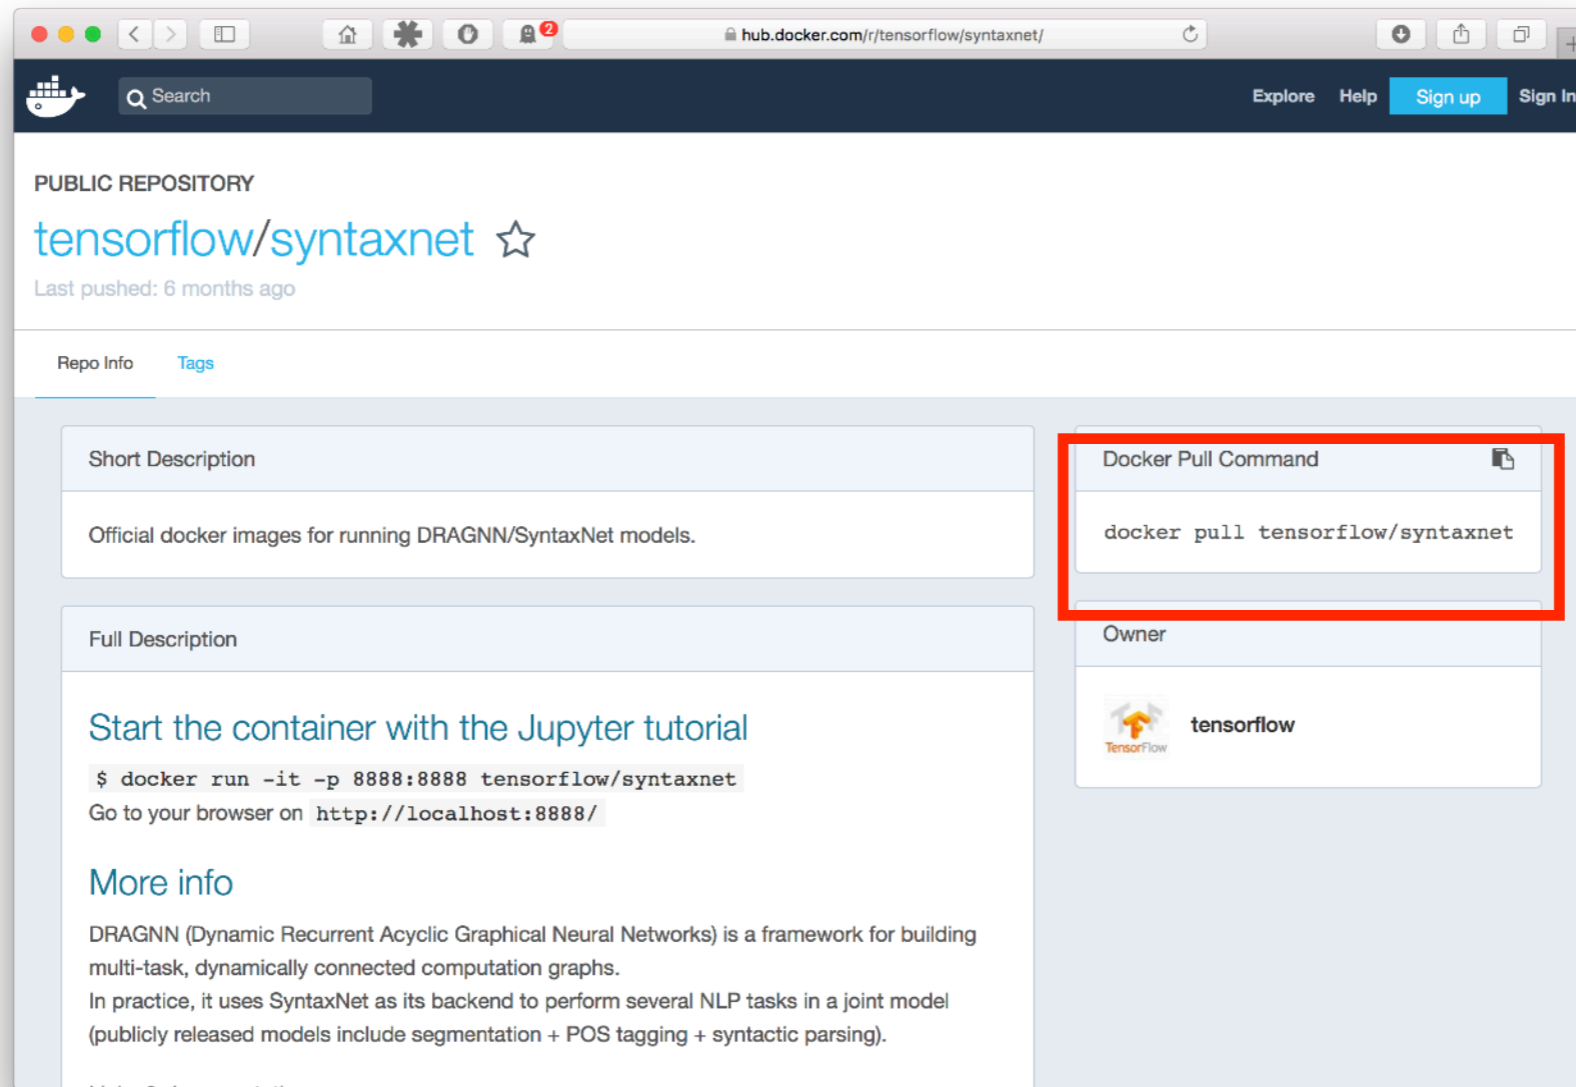 2
hub.docker.com/r/tensorflow/syntaxnet/
Search
Explore Help Sign up Sign In
PUBLIC REPOSITORY
tensorflow/syntaxnet
Last pushed: 6 months ago
Repo Info Tags
Short Description
Official docker images for running DRAGNN/SyntaxNet models.
Docker Pull Command
docker pull tensorflow/syntaxnet
Owner
TensorFlow
tensorflow
Full Description
Start the container with the Jupyter tutorial
$ docker run -it -p 8888:8888 tensorflow/syntaxnet
Go to your browser on http://localhost:8888/
More info
DRAGNN (Dynamic Recurrent Acyclic Graphical Neural Networks) is a framework for building
multi-task, dynamically connected computation graphs.
In practice, it uses SyntaxNet as its backend to perform several NLP tasks in a joint model
(publicly released models include segmentation + POS tagging + syntactic parsing).